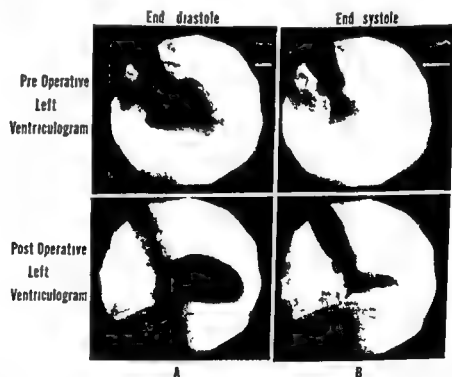 End diastole End systole
Pre Operative
Left
Ventriculogram
Post Operative
Left
Ventriculogram
A B